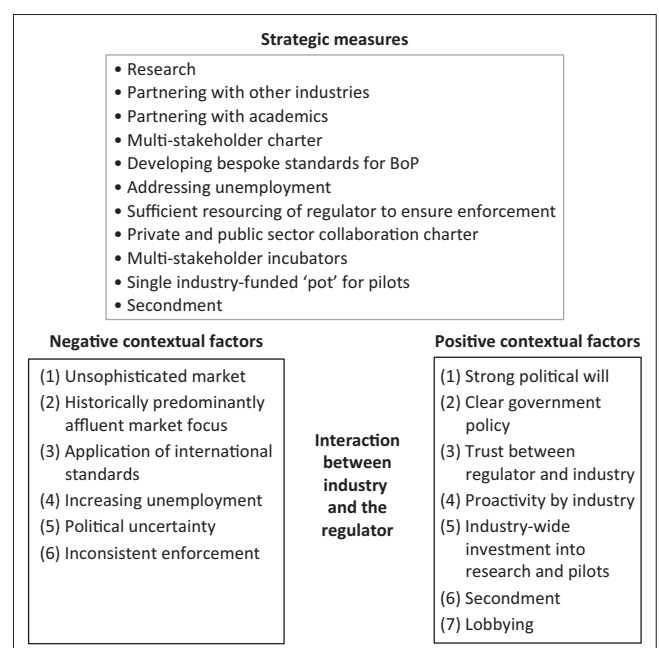 Strategic measures
• Research
• Partnering with other industries
• Partnering with academics
• Multi-stakeholder charter
• Developing bespoke standards for BoP
• Addressing unemployment
• Sufficient resourcing of regulator to ensure enforcement
• Private and public sector collaboration charter
• Multi-stakeholder incubators
• Single industry-funded ‘pot’ for pilots
• Secondment
Negative contextual factors
(1) Unsophisticated market
(2) Historically predominantly
affluent market focus
(3) Application of international
standards
(4) Increasing unemployment
(5) Political uncertainty
(6) Inconsistent enforcement
Interaction
between
industry
and the
regulator
Positive contextual factors
(1) Strong political will
(2) Clear government
policy
(3) Trust between
regulator and industry
(4) Proactivity by industry
(5) Industry-wide
investment into
research and pilots
(6) Secondment
(7) Lobbying